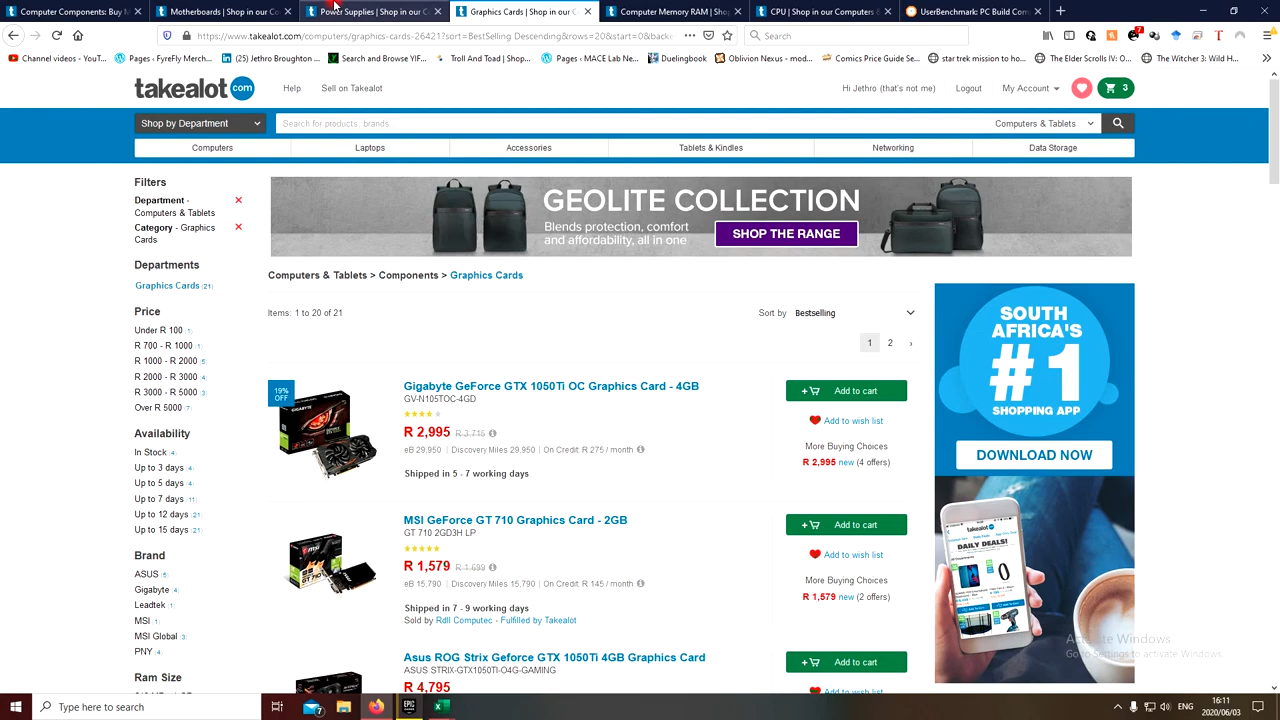 Computer Components: Buy M
Motherboards | Shop in our Co
Power Supplies | Shop in our Co
Graphics Cards | Shop in our C
Computer Memory RAM | Shop
CPU | Shop in our Computers &
UserBenchmark: PC Build Comp
https://www.takealot.com/computers/graphics-cards-26423?sort=BestSelling Descending&rows=20&start=0&backe
Search
7
Channel videos - YouT...
Pages - FyreFly Merch...
(25) Jethro Broughton ...
Search and Browse YIF...
Troll And Toad | Shop...
Pages - MACE Lab Ne...
Duelingbook
Oblivion Nexus - mod...
Comics Price Guide Se...
star trek mission to ho...
The Elder Scrolls IV: O...
The Witcher 3: Wild H...
takealot com
Help
Sell on Takealot
Hi Jethro (that's not me)
Logout
My Account
3
Shop by Department
Search for products, brands...
Computers & Tablets
Computers
Laptops
Accessories
Tablets & Kindles
Networking
Data Storage
Filters
Department -
Computers & Tablets
Category - Graphics
Cards
Departments
Graphics Cards (21)
Price
Under R 100 (1)
R 700 - R 1000 (1)
R 1000 - R 2000 (5)
R 2000 - R 3000 (4)
R 3000 - R 5000 (3)
Over R 5000 (7)
Availability
In Stock (4)
Up to 3 days (4)
Up to 5 days (4)
Up to 7 days (11)
Up to 12 days (21)
Up to 15 days (21)
Brand
ASUS (6)
Gigabyte (4)
Leadtek (1)
MSI (1)
MSI Global (3)
PNY (4)
Ram Size
GEOLITE COLLECTION
Blends protection, comfort
and affordability, all in one
SHOP THE RANGE
Computers & Tablets > Components > Graphics Cards
Items: 1 to 20 of 21
Sort by Bestselling
1 2 ›
19%
OFF
Gigabyte GeForce GTX 1050Ti OC Graphics Card - 4GB
GV-N105TOC-4GD
R 2,995 R 3,715
eB 29,950 | Discovery Miles 29,950 | On Credit: R 275 / month
Shipped in 5 - 7 working days
+ Add to cart
Add to wish list
More Buying Choices
R 2,995 new (4 offers)
MSI GeForce GT 710 Graphics Card - 2GB
GT 710 2GD3H LP
R 1,579 R 1,699
eB 15,790 | Discovery Miles 15,790 | On Credit: R 145 / month
Shipped in 7 - 9 working days
Sold by Rdll Computec - Fulfilled by Takealot
+ Add to cart
Add to wish list
More Buying Choices
R 1,579 new (2 offers)
Asus ROG Strix Geforce GTX 1050Ti 4GB Graphics Card
ASUS STRIX-GTX1050TI-O4G-GAMING
R 4,795
+ Add to cart
Add to wish list
SOUTH
AFRICA'S
#1
SHOPPING APP
DOWNLOAD NOW
takealot
DAILY DEALS!
Activate Windows
Go to Settings to activate Windows.
Type here to search
7
EPIC
ENG
16:11
2020/06/03